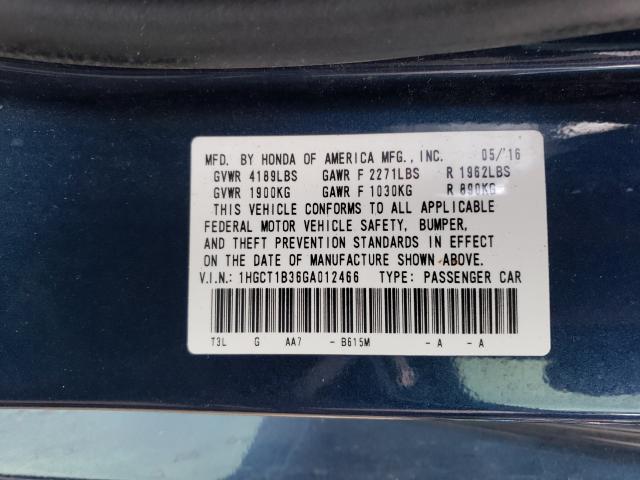 MFD. BY HONDA OF AMERICA MFG., INC. 05/'16
GVWR 4189LBS GAWR F 2271LBS R 1962LBS
GVWR 1900KG GAWR F 1030KG R 890KG
THIS VEHICLE CONFORMS TO ALL APPLICABLE
FEDERAL MOTOR VEHICLE SAFETY, BUMPER,
AND THEFT PREVENTION STANDARDS IN EFFECT
ON THE DATE OF MANUFACTURE SHOWN ABOVE.
V.I.N.: 1HGCT1B36GA012466 TYPE: PASSENGER CAR
T3L G AA7 - B615M - A - A